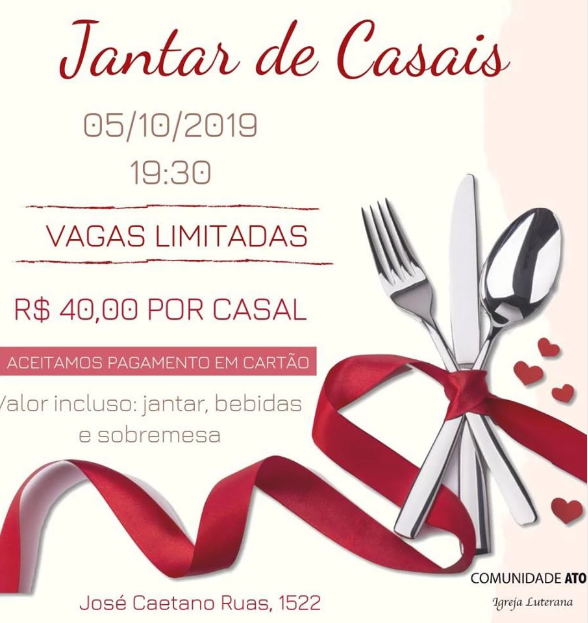 Jantar de Casais
05/10/2019
19:30
VAGAS LIMITADAS
R$ 40,00 POR CASAL
ACEITAMOS PAGAMENTO EM CARTÃO
Valor incluso: jantar, bebidas
e sobremesa
COMUNIDADE ATO
Igreja Luterana
José Caetano Ruas, 1522